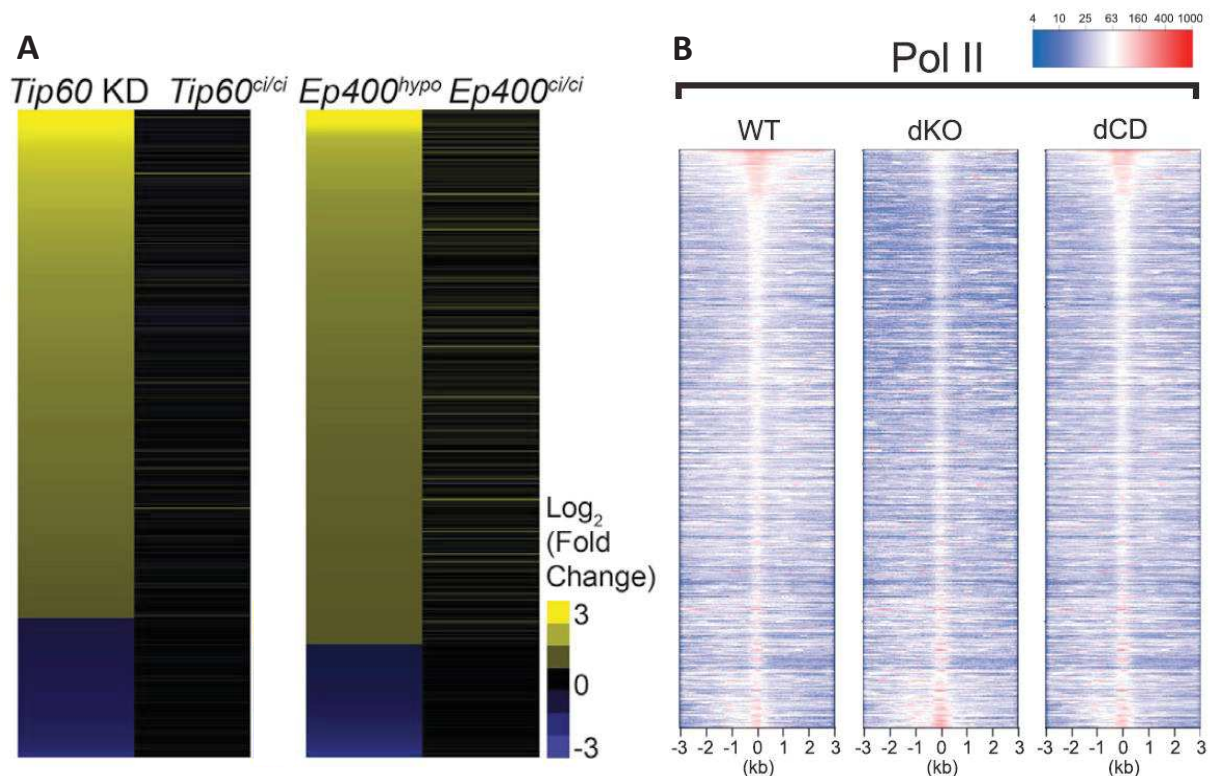 A
Tip60 KD Tip60ci/ci Ep400hypo Ep400ci/ci
Log2
(Fold
Change)
3
0
-3
B
4 10 25 63 160 400 1000
Pol II
WT dKO dCD
-3 -2 -1 0 1 2 3 -3 -2 -1 0 1 2 3 -3 -2 -1 0 1 2 3
(kb) (kb) (kb)